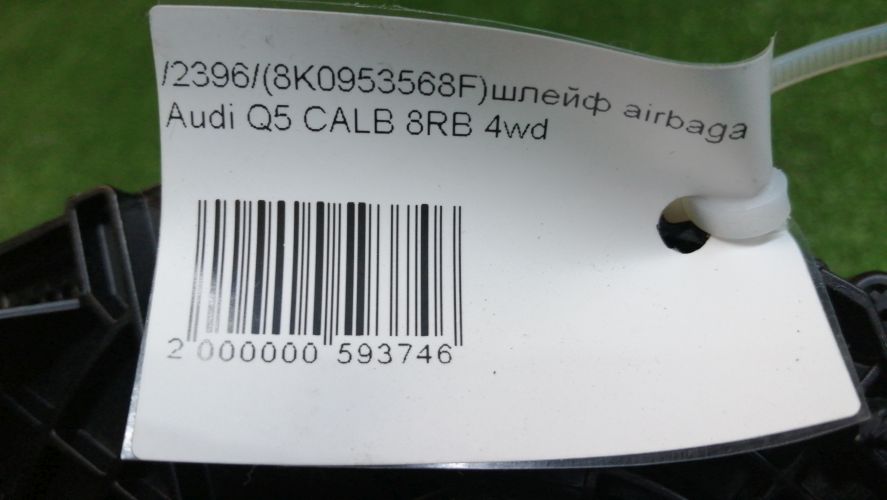 /2396/(8K0953568F)шлейф airbaga
Audi Q5 CALB 8RB 4wd
2 000000 593746